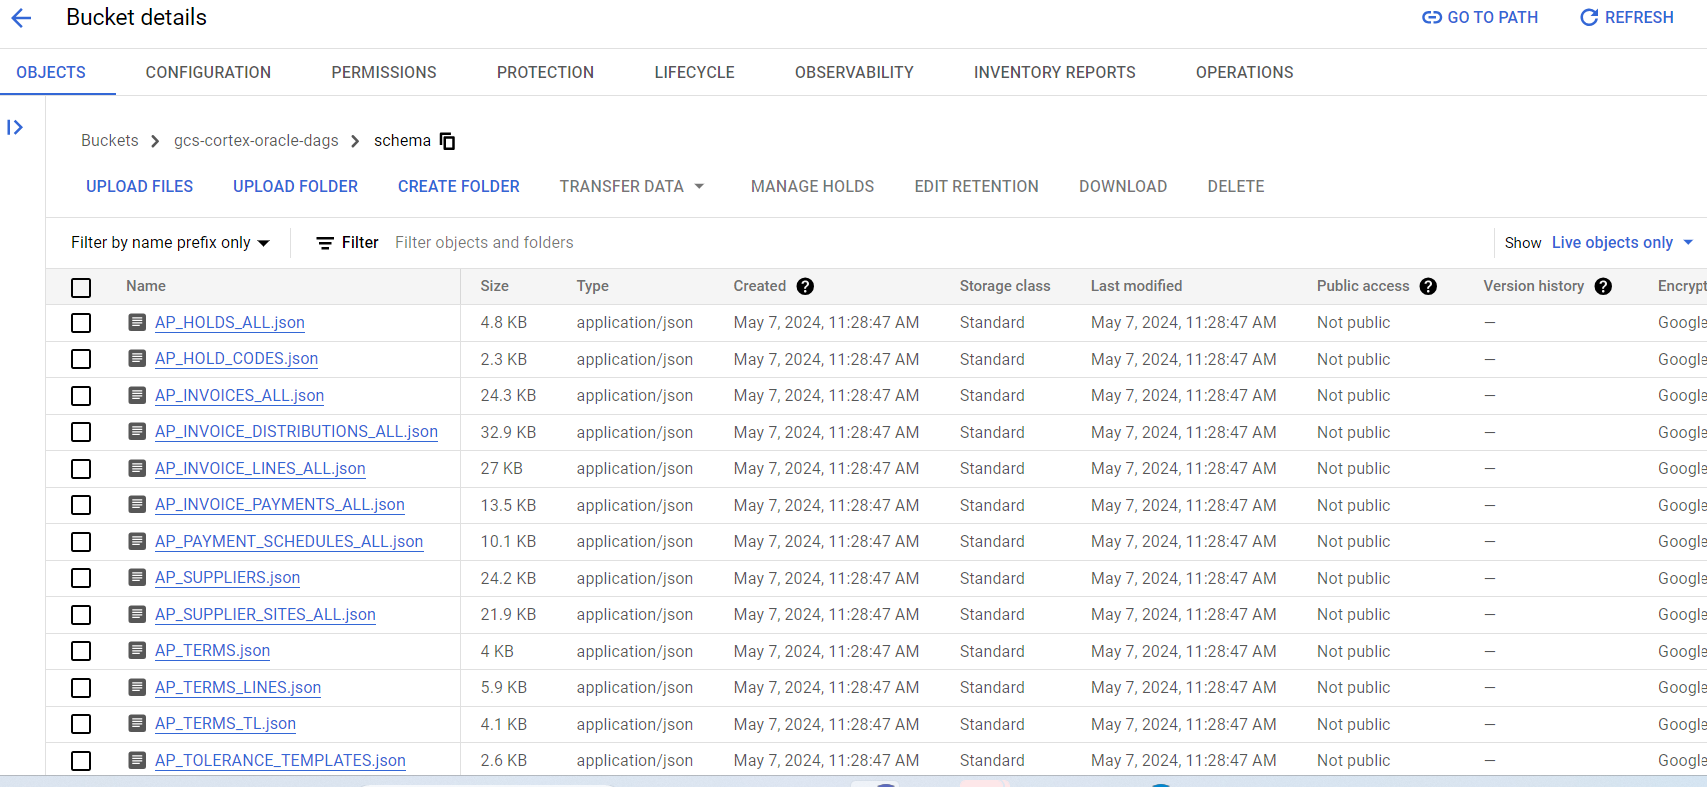 Bucket details GO TO PATH REFRESH
OBJECTS CONFIGURATION PERMISSIONS PROTECTION LIFECYCLE OBSERVABILITY INVENTORY REPORTS OPERATIONS
Buckets gcs-cortex-oracle-dags schema
UPLOAD FILES UPLOAD FOLDER CREATE FOLDER TRANSFER DATA MANAGE HOLDS EDIT RETENTION DOWNLOAD DELETE
Filter by name prefix only Filter Filter objects and folders Show Live objects only
Name Size Type Created ? Storage class Last modified Public access ? Version history ? Encrypt
AP_HOLDS_ALL.json 4.8 KB application/json May 7, 2024, 11:28:47 AM Standard May 7, 2024, 11:28:47 AM Not public — Google
AP_HOLD_CODES.json 2.3 KB application/json May 7, 2024, 11:28:47 AM Standard May 7, 2024, 11:28:47 AM Not public — Google
AP_INVOICES_ALL.json 24.3 KB application/json May 7, 2024, 11:28:47 AM Standard May 7, 2024, 11:28:47 AM Not public — Google
AP_INVOICE_DISTRIBUTIONS_ALL.json 32.9 KB application/json May 7, 2024, 11:28:47 AM Standard May 7, 2024, 11:28:47 AM Not public — Google
AP_INVOICE_LINES_ALL.json 27 KB application/json May 7, 2024, 11:28:47 AM Standard May 7, 2024, 11:28:47 AM Not public — Google
AP_INVOICE_PAYMENTS_ALL.json 13.5 KB application/json May 7, 2024, 11:28:47 AM Standard May 7, 2024, 11:28:47 AM Not public — Google
AP_PAYMENT_SCHEDULES_ALL.json 10.1 KB application/json May 7, 2024, 11:28:47 AM Standard May 7, 2024, 11:28:47 AM Not public — Google
AP_SUPPLIERS.json 24.2 KB application/json May 7, 2024, 11:28:47 AM Standard May 7, 2024, 11:28:47 AM Not public — Google
AP_SUPPLIER_SITES_ALL.json 21.9 KB application/json May 7, 2024, 11:28:47 AM Standard May 7, 2024, 11:28:47 AM Not public — Google
AP_TERMS.json 4 KB application/json May 7, 2024, 11:28:47 AM Standard May 7, 2024, 11:28:47 AM Not public — Google
AP_TERMS_LINES.json 5.9 KB application/json May 7, 2024, 11:28:47 AM Standard May 7, 2024, 11:28:47 AM Not public — Google
AP_TERMS_TL.json 4.1 KB application/json May 7, 2024, 11:28:47 AM Standard May 7, 2024, 11:28:47 AM Not public — Google
AP_TOLERANCE_TEMPLATES.json 2.6 KB application/json May 7, 2024, 11:28:47 AM Standard May 7, 2024, 11:28:47 AM Not public — Google